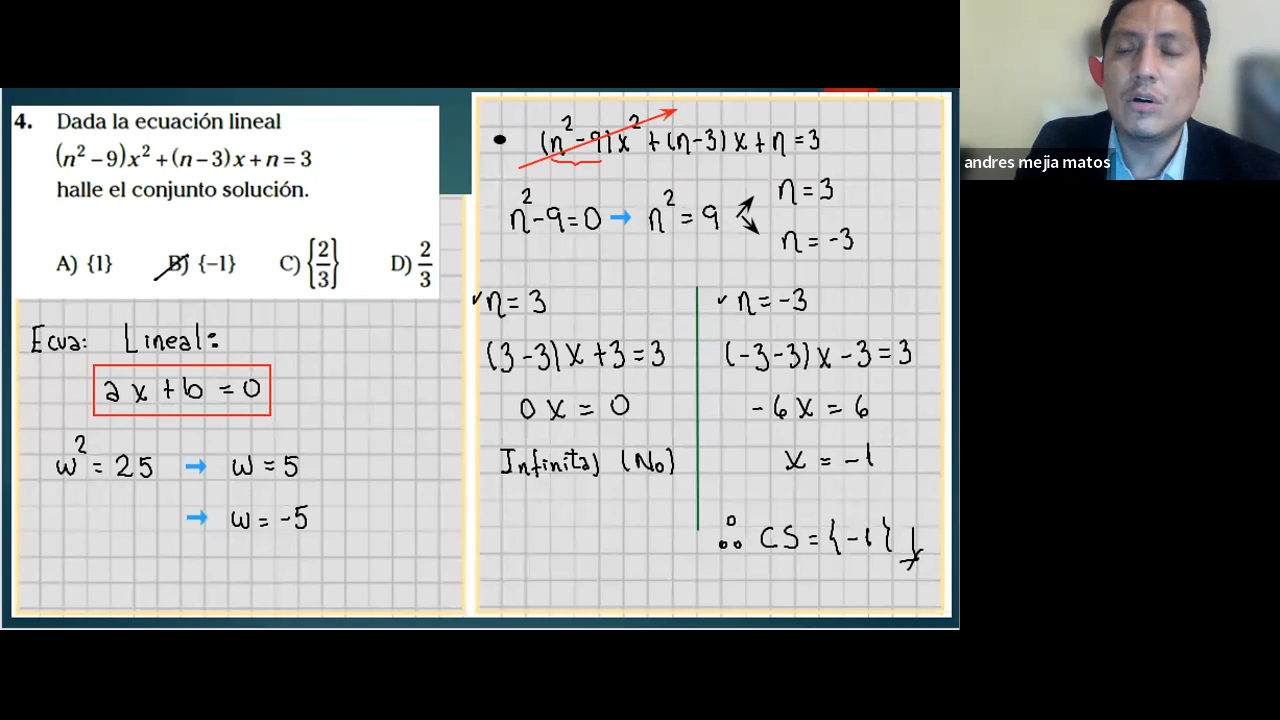 4. Dada la ecuación lineal
(n² − 9)x² + (n − 3)x + n = 3
halle el conjunto solución.
A) {1} B) {−1} C) {2/3} D) 2/3
Ecua: Lineal:
ax + b = 0
w² = 25 → w = 5
→ w = -5
• (n² - 9)x² + (n-3)x + n = 3
n² - 9 = 0 → n² = 9
n = 3
n = -3
✓ n = 3
(3-3)x + 3 = 3
0x = 0
Infinitas (No)
✓ n = -3
(-3-3)x - 3 = 3
-6x = 6
x = -1
∴ CS = {-1}
andres mejia matos